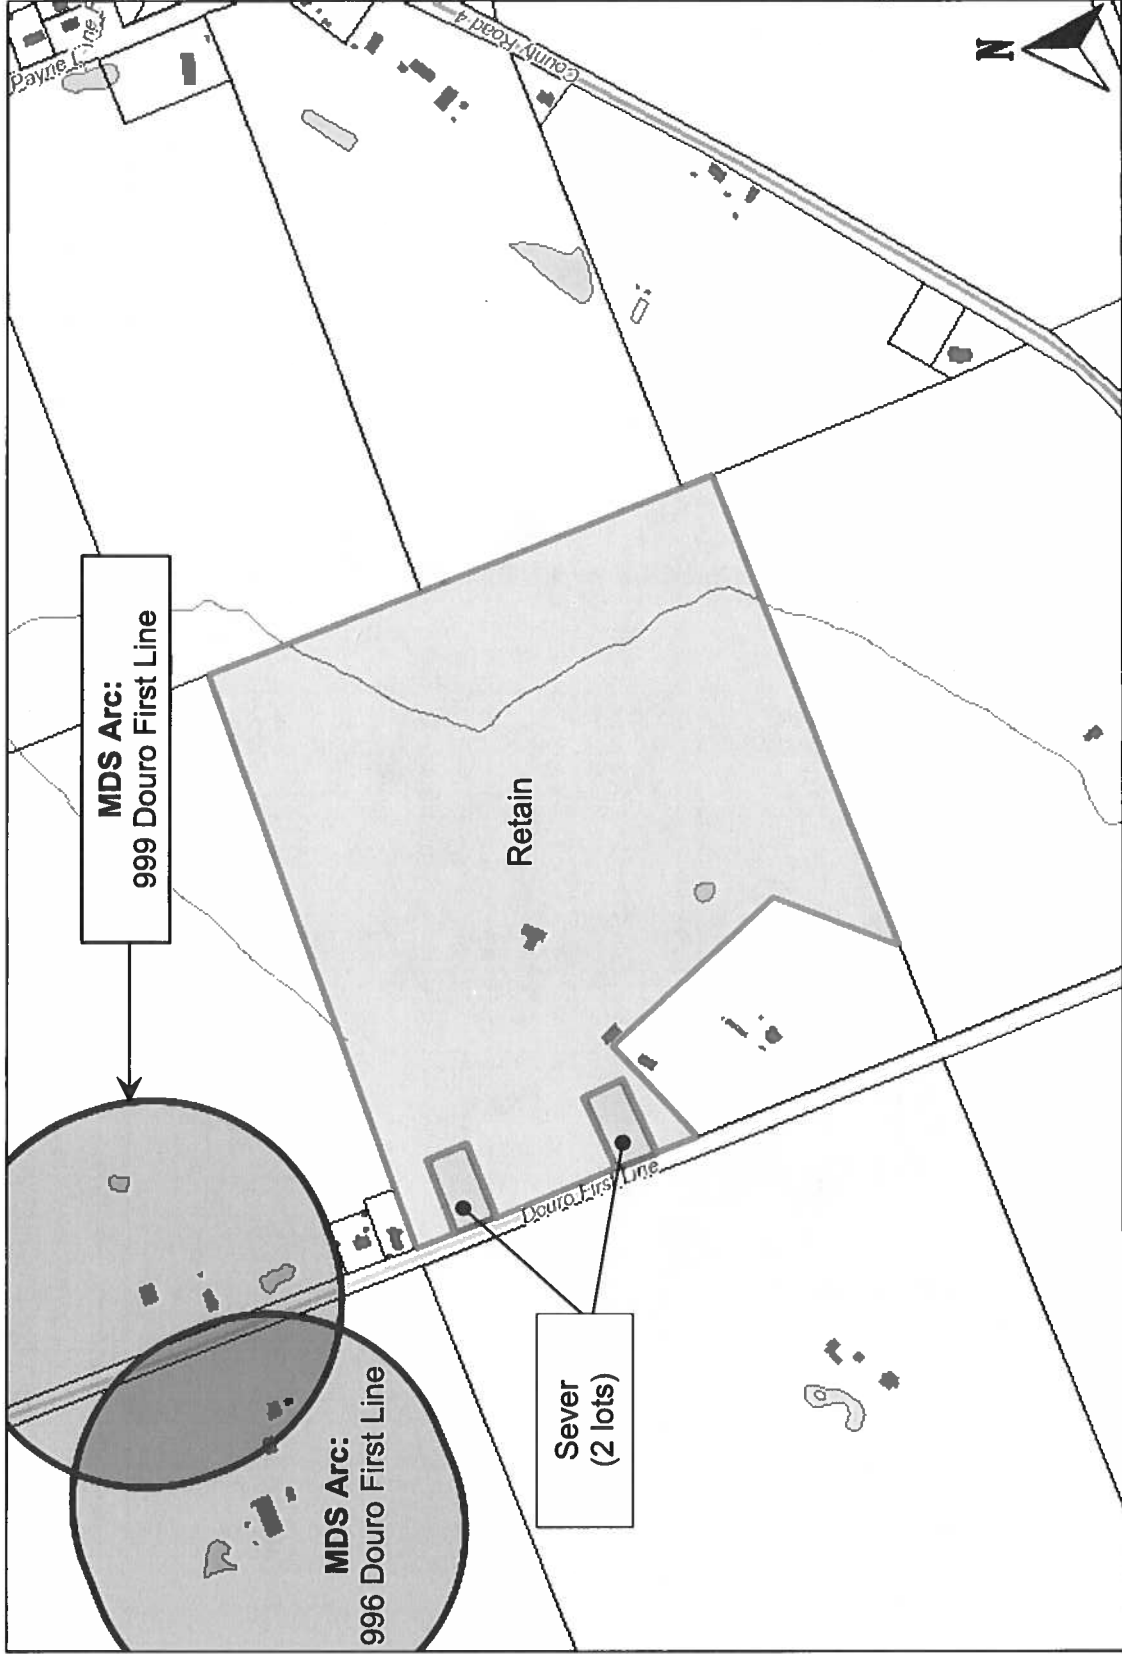 Payne Line
County Road 4
N
MDS Arc:
999 Douro First Line
Retain
Douro First Line
Sever
(2 lots)
MDS Arc:
996 Douro First Line